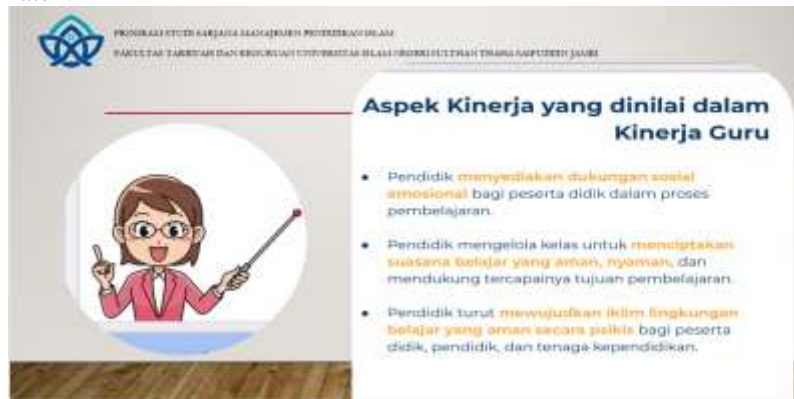 PROGRAM STUDI SARJANA MANAJEMEN PENDIDIKAN ISLAM
FAKULTAS TARBIYAH DAN KEGURUAN UNIVERSITAS ISLAM NEGERI SULTHAN THAHA SAIFUDDIN JAMBI
Aspek Kinerja yang dinilai dalam
Kinerja Guru
• Pendidik menyediakan dukungan sosial
emosional bagi peserta didik dalam proses
pembelajaran.
• Pendidik mengelola kelas untuk menciptakan
suasana belajar yang aman, nyaman, dan
mendukung tercapainya tujuan pembelajaran.
• Pendidik turut mewujudkan iklim lingkungan
belajar yang aman secara psikis bagi peserta
didik, pendidik, dan tenaga kependidikan.